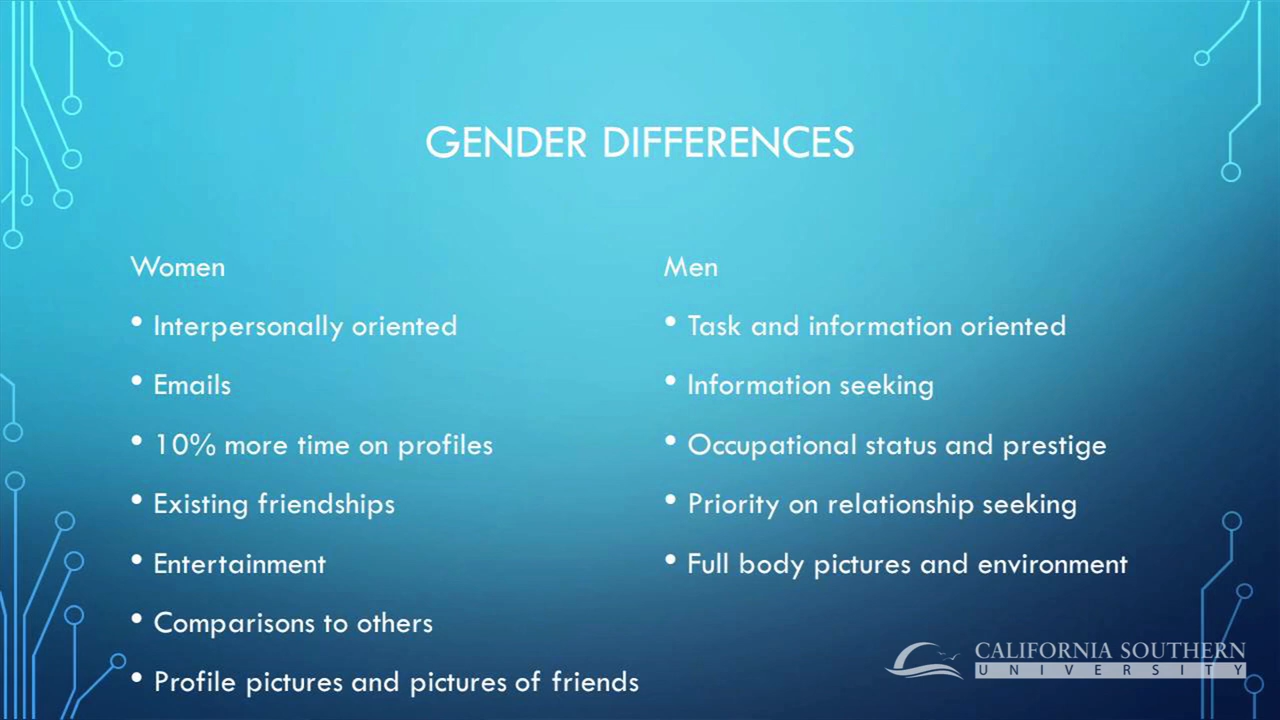 GENDER DIFFERENCES
Women
• Interpersonally oriented
• Emails
• 10% more time on profiles
• Existing friendships
• Entertainment
• Comparisons to others
• Profile pictures and pictures of friends
Men
• Task and information oriented
• Information seeking
• Occupational status and prestige
• Priority on relationship seeking
• Full body pictures and environment
CALIFORNIA SOUTHERN
UNIVERSITY